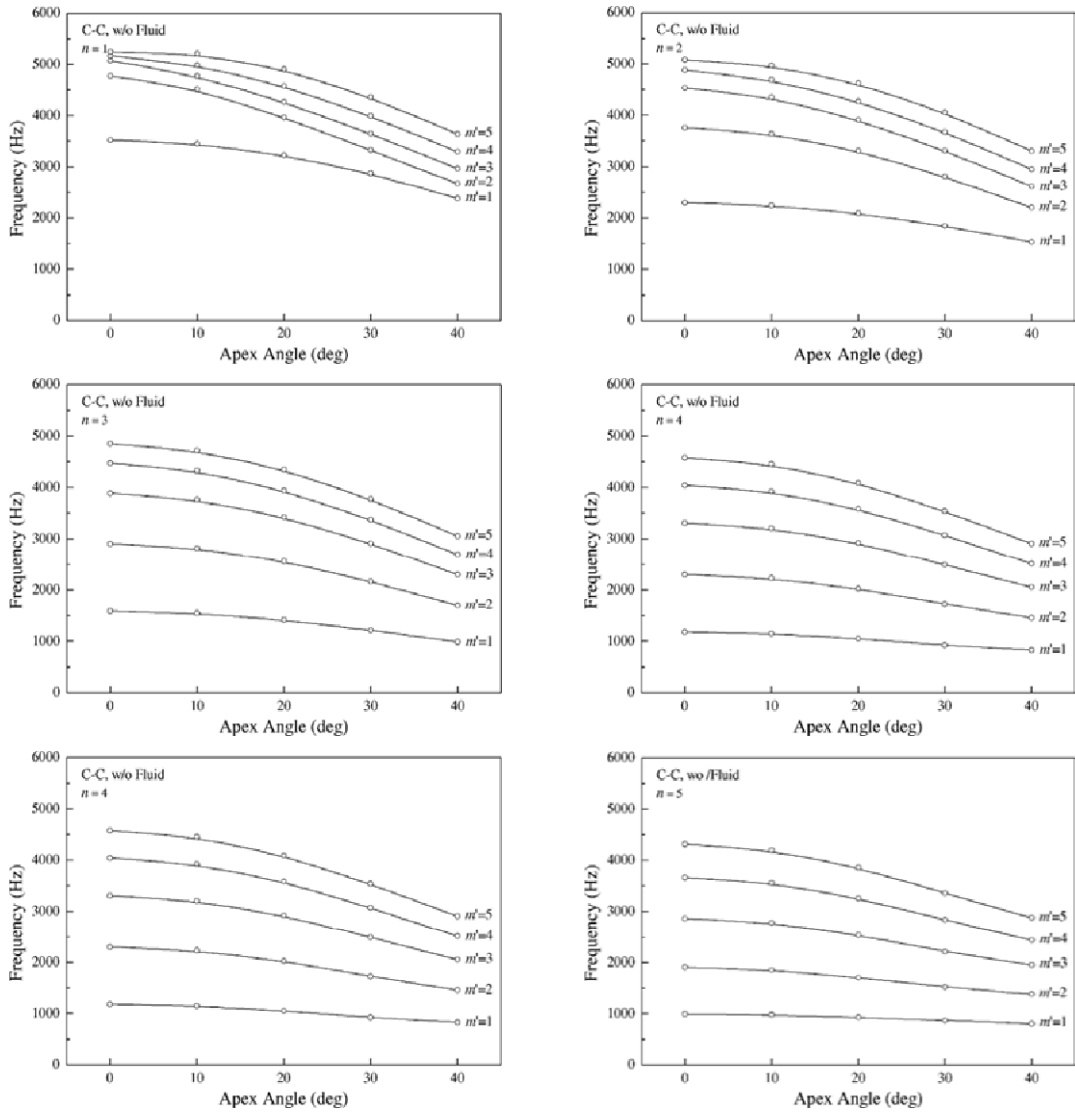 C-C, w/o Fluid
n = 1
6000
5000
4000
3000
2000
1000
0
Frequency (Hz)
m'=5
m'=4
m'=3
m'=2
m'=1
0 10 20 30 40
Apex Angle (deg)
C-C, w/o Fluid
n = 2
6000
5000
4000
3000
2000
1000
0
Frequency (Hz)
m'=5
m'=4
m'=3
m'=2
m'=1
0 10 20 30 40
Apex Angle (deg)
C-C, w/o Fluid
n = 3
6000
5000
4000
3000
2000
1000
0
Frequency (Hz)
m'=5
m'=4
m'=3
m'=2
m'=1
0 10 20 30 40
Apex Angle (deg)
C-C, w/o Fluid
n = 4
6000
5000
4000
3000
2000
1000
0
Frequency (Hz)
m'=5
m'=4
m'=3
m'=2
m'=1
0 10 20 30 40
Apex Angle (deg)
C-C, w/o Fluid
n = 4
6000
5000
4000
3000
2000
1000
0
Frequency (Hz)
m'=5
m'=4
m'=3
m'=2
m'=1
0 10 20 30 40
Apex Angle (deg)
C-C, wo /Fluid
n = 5
6000
5000
4000
3000
2000
1000
0
Frequency (Hz)
m'=5
m'=4
m'=3
m'=2
m'=1
0 10 20 30 40
Apex Angle (deg)